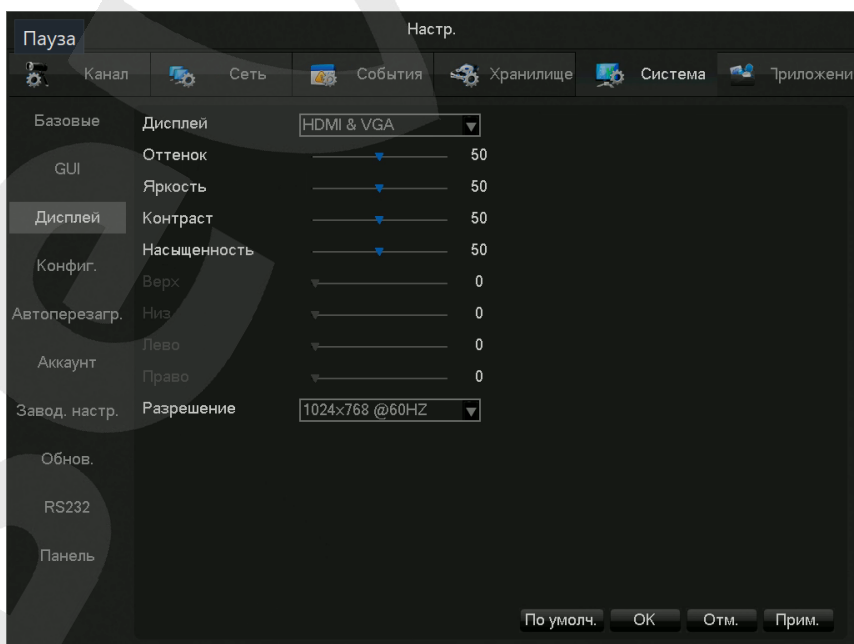 Настр.
Пауза
Канал Сеть События Хранилище Система Приложени
Базовые
GUI
Дисплей
Конфиг.
Автоперезагр.
Аккаунт
Завод. настр.
Обнов.
RS232
Панель
Дисплей HDMI & VGA
Оттенок 50
Яркость 50
Контраст 50
Насыщенность 50
Верх 0
Низ 0
Лево 0
Право 0
Разрешение 1024x768 @60HZ
По умолч. OK Отм. Прим.